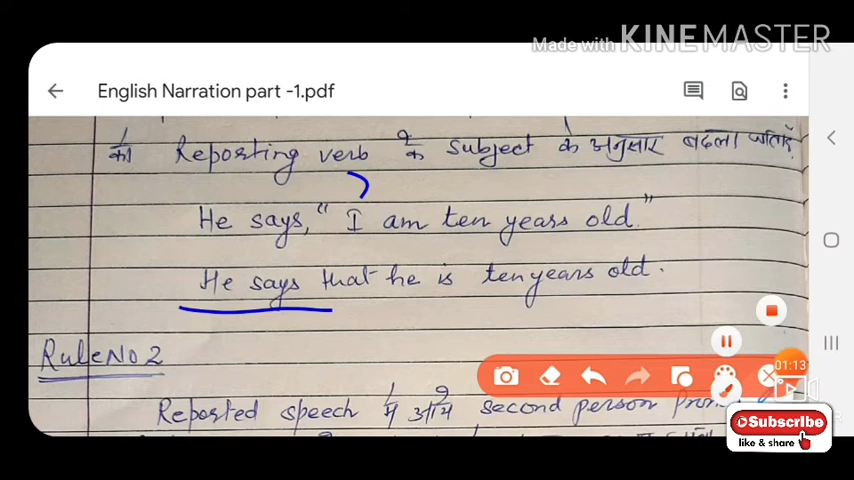 Made with KINEMASTER
English Narration part -1.pdf
को Reporting verb के subject के अनुसार बदला जाता है
He says, "I am ten years old."
He says that he is ten years old.
Rule No 2
01:13
Reported speech में आये second person
Subscribe
like & share